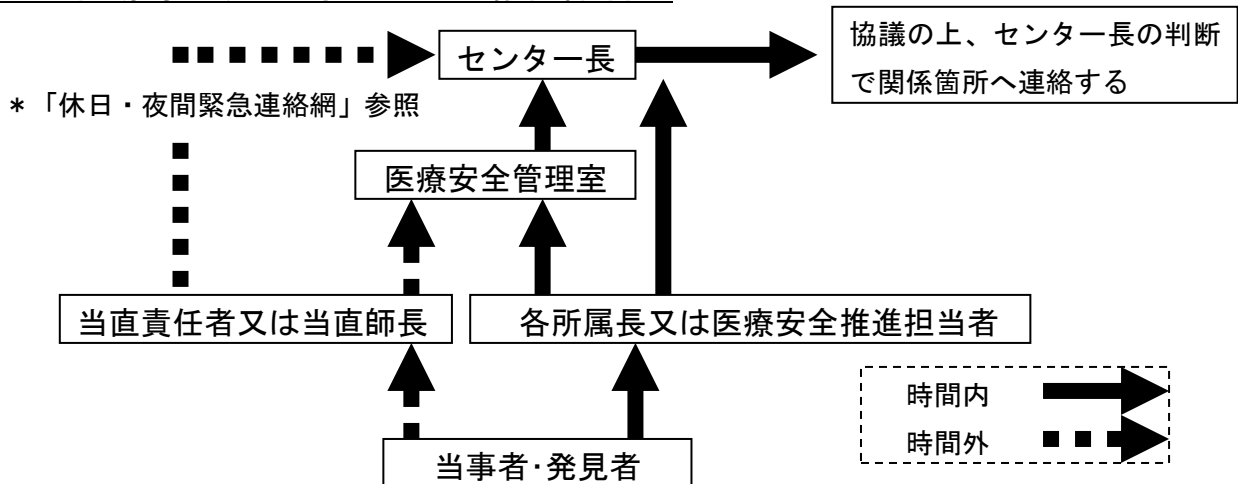 センター長
協議の上、センター長の判断
で関係箇所へ連絡する
*「休日・夜間緊急連絡網」参照
医療安全管理室
当直責任者又は当直師長
各所属長又は医療安全推進担当者
時間内
時間外
当事者・発見者